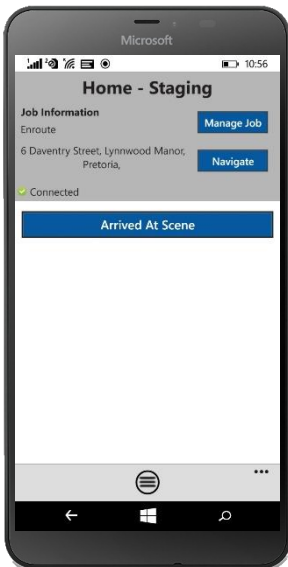 Microsoft
10:56
Home - Staging
Job Information
Enroute
Manage Job
6 Daventry Street, Lynnwood Manor,
Pretoria,
Navigate
Connected
Arrived At Scene